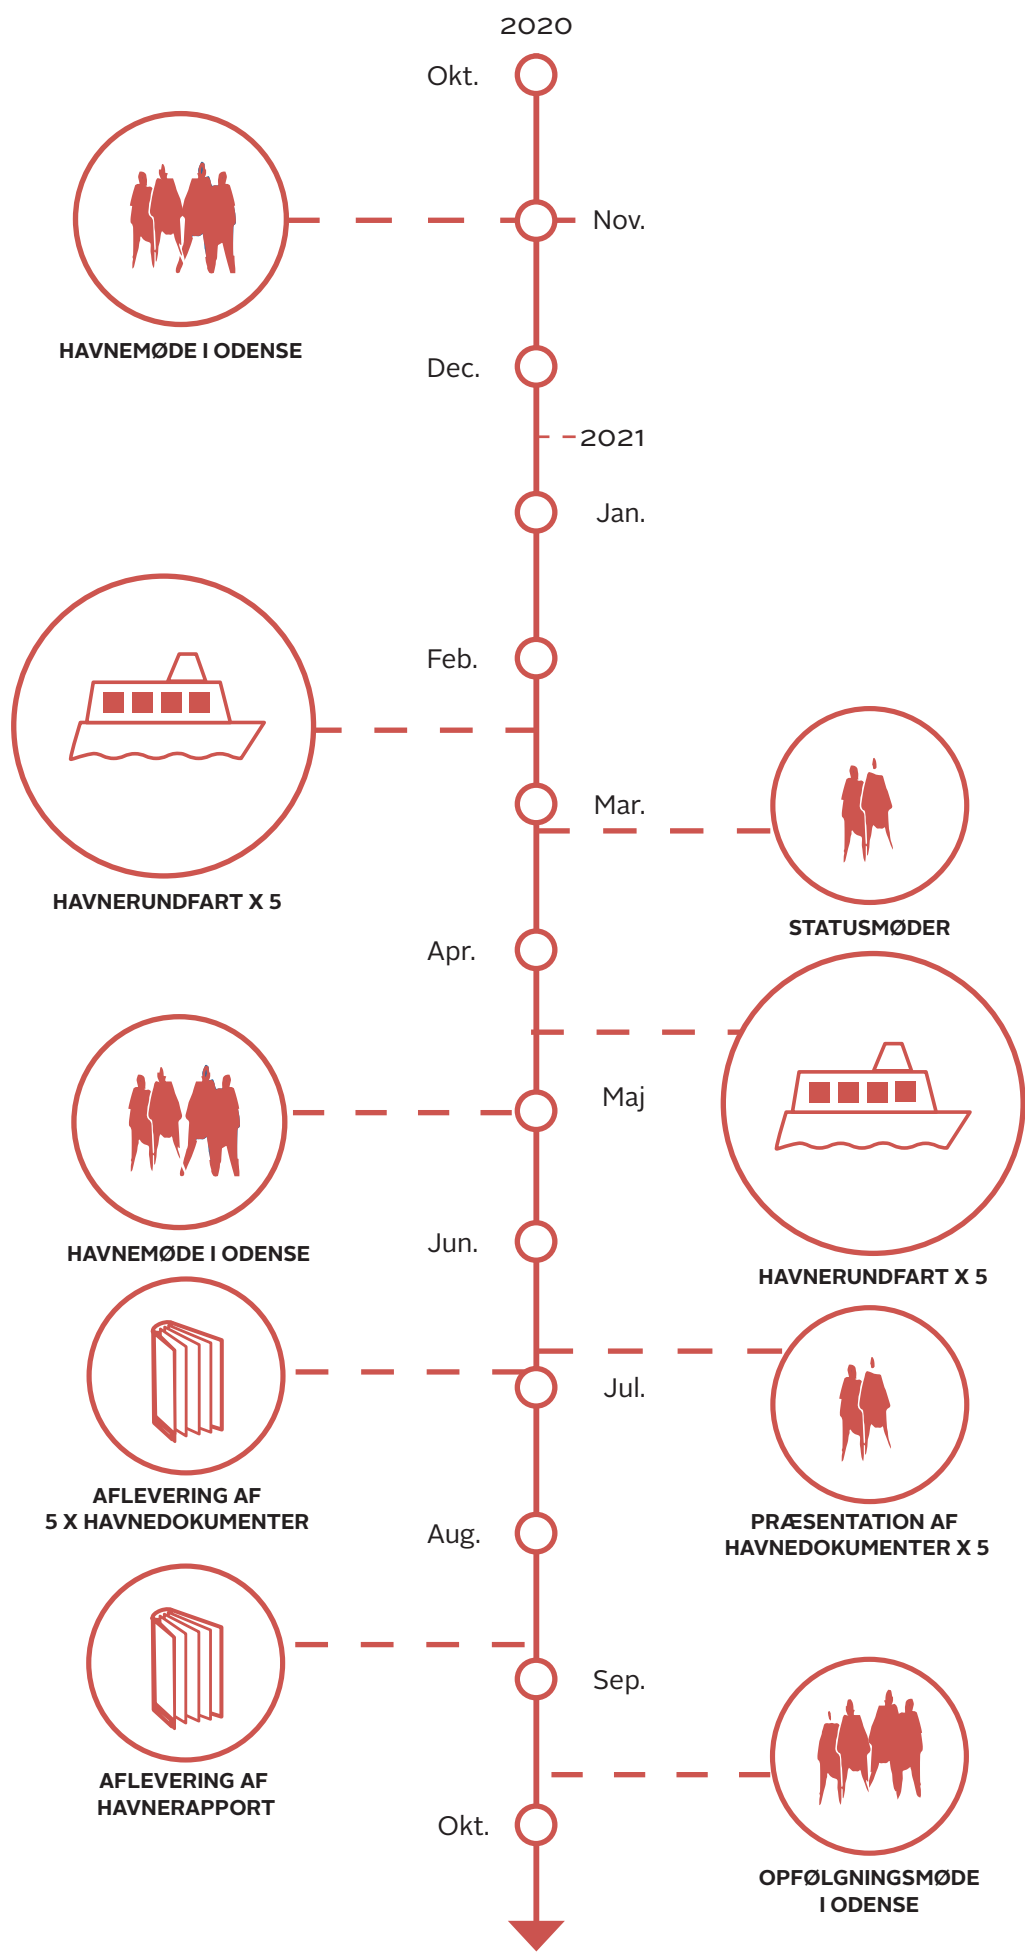 2020
Okt.
Nov.
HAVNEMØDE I ODENSE
Dec.
2021
Jan.
Feb.
Mar.
HAVNERUNDFART X 5
STATUSMØDER
Apr.
Maj
Jun.
HAVNEMØDE I ODENSE
HAVNERUNDFART X 5
Jul.
AFLEVERING AF
5 X HAVNEDOKUMENTER
PRÆSENTATION AF
HAVNEDOKUMENTER X 5
Aug.
Sep.
AFLEVERING AF
HAVNERAPPORT
Okt.
OPFØLGNINGSMØDE
I ODENSE